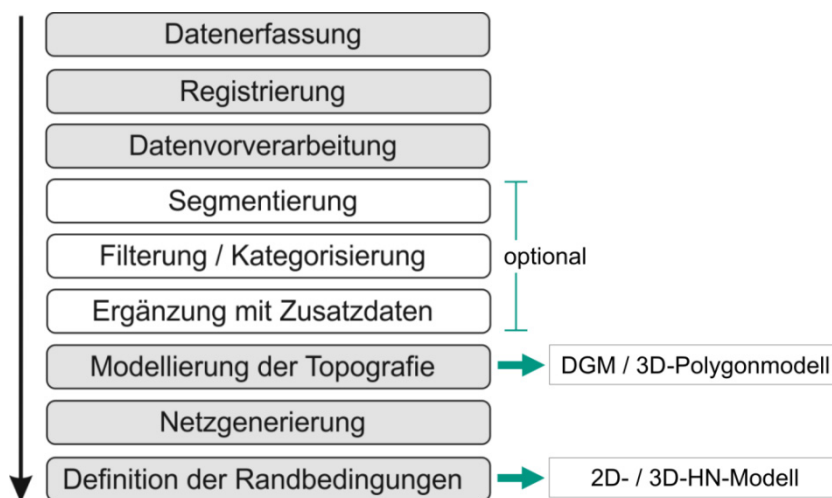 Datenerfassung
Registrierung
Datenvorverarbeitung
Segmentierung
Filterung / Kategorisierung
optional
Ergänzung mit Zusatzdaten
Modellierung der Topografie
DGM / 3D-Polygonmodell
Netzgenerierung
Definition der Randbedingungen
2D- / 3D-HN-Modell